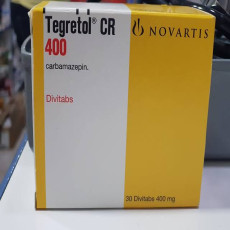 Tegretol® CR
NOVARTIS
400
carbamazepin.
Divitabs
30 Divitabs 400 mg